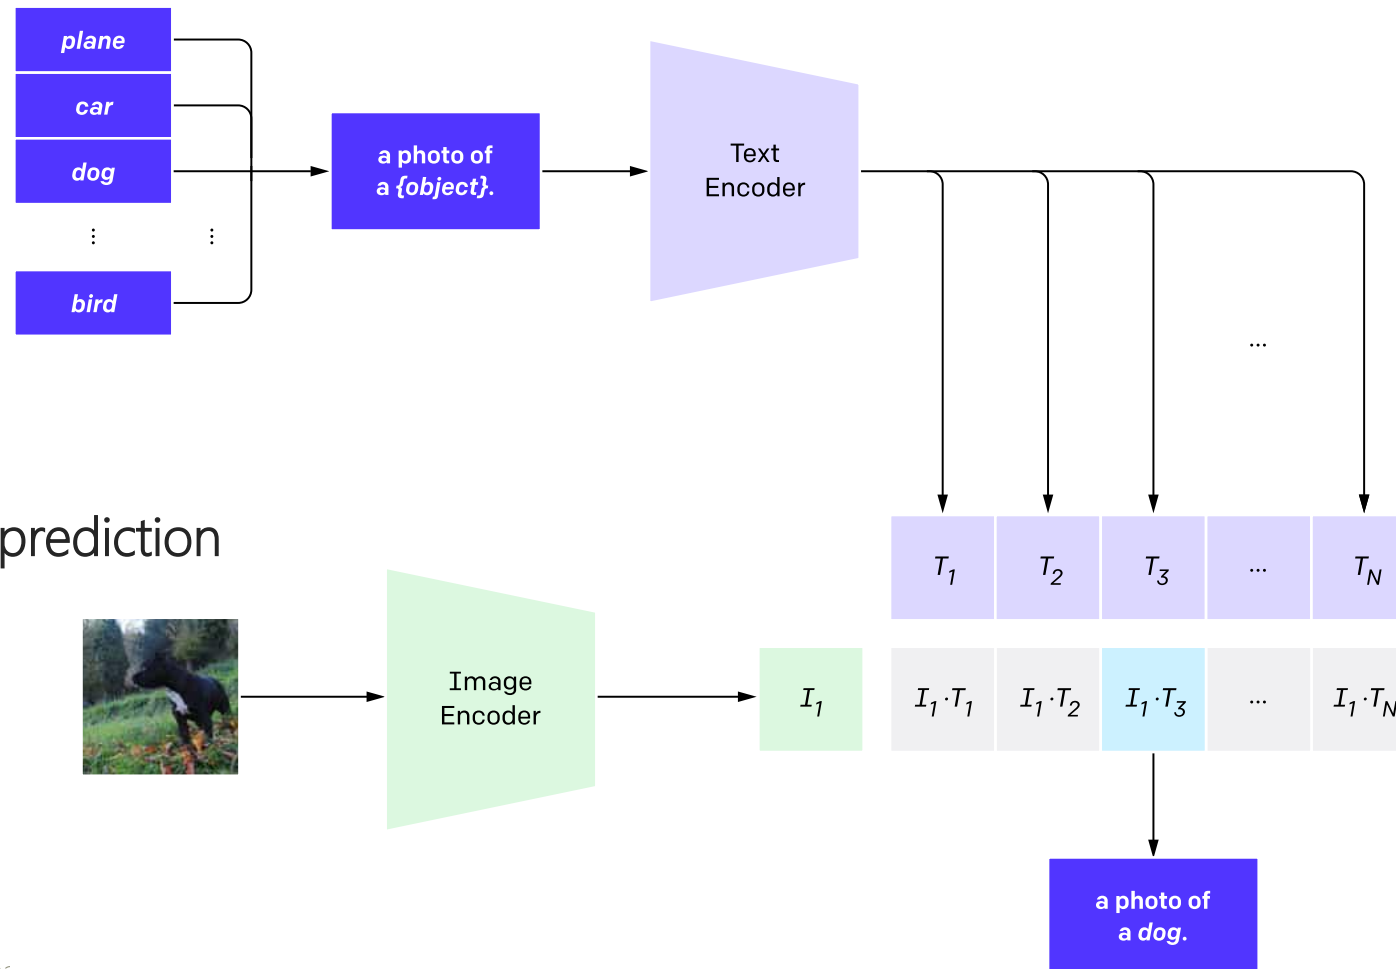 plane
car
dog
⋮ ⋮
bird
a photo of
a {object}.
Text
Encoder
...
prediction
Image
Encoder
I1
T1 T2 T3 ... TN
I1·T1 I1·T2 I1·T3 ... I1·TN
a photo of
a dog.